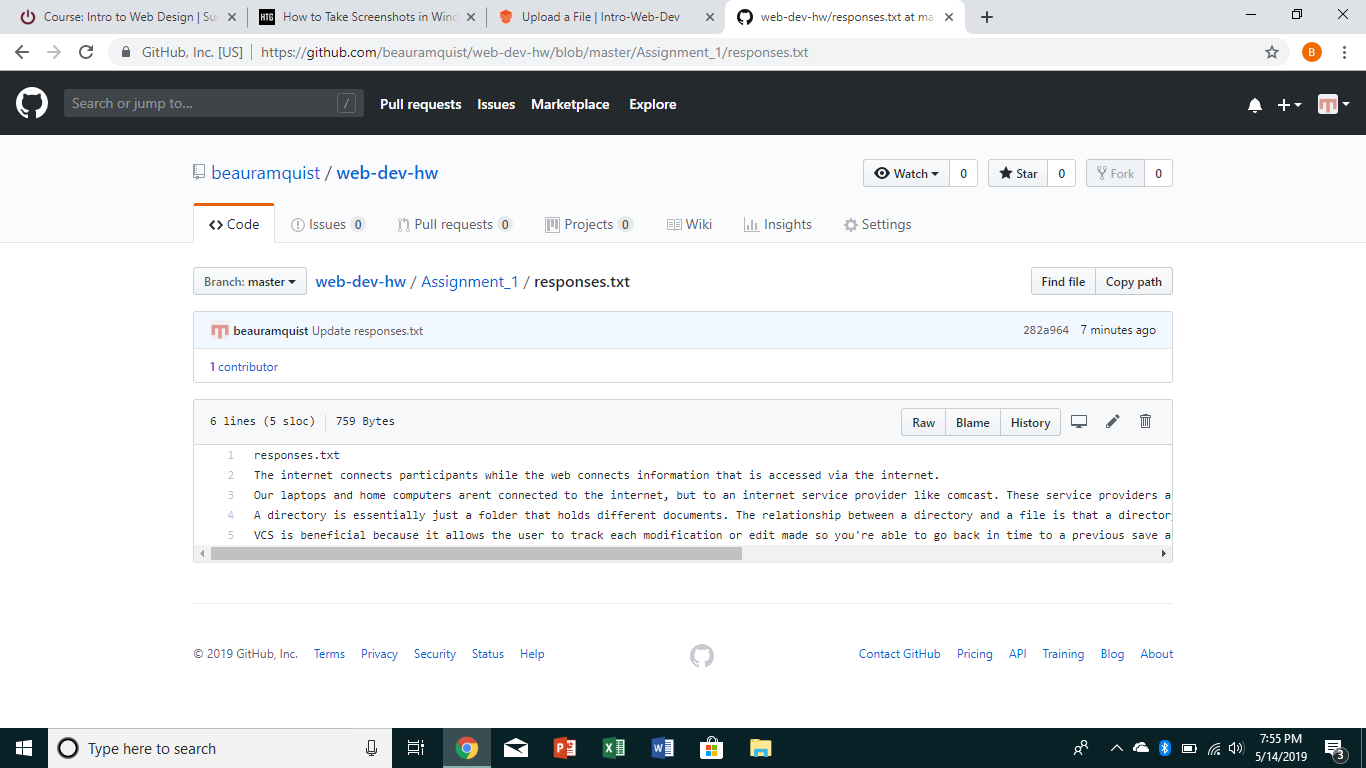 Course: Intro to Web Design | Su
HTG How to Take Screenshots in Wind
Upload a File | Intro-Web-Dev
web-dev-hw/responses.txt at ma
GitHub, Inc. [US] https://github.com/beauramquist/web-dev-hw/blob/master/Assignment_1/responses.txt B
Search or jump to... / Pull requests Issues Marketplace Explore
beauramquist / web-dev-hw Watch 0 Star 0 Fork 0
Code Issues 0 Pull requests 0 Projects 0 Wiki Insights Settings
Branch: master web-dev-hw / Assignment_1 / responses.txt Find file Copy path
beauramquist Update responses.txt 282a964 7 minutes ago
1 contributor
6 lines (5 sloc) 759 Bytes Raw Blame History
1 responses.txt
2 The internet connects participants while the web connects information that is accessed via the internet.
3 Our laptops and home computers arent connected to the internet, but to an internet service provider like comcast. These service providers a
4 A directory is essentially just a folder that holds different documents. The relationship between a directory and a file is that a director
5 VCS is beneficial because it allows the user to track each modification or edit made so you're able to go back in time to a previous save a
© 2019 GitHub, Inc. Terms Privacy Security Status Help Contact GitHub Pricing API Training Blog About
Type here to search 7:55 PM
5/14/2019 3